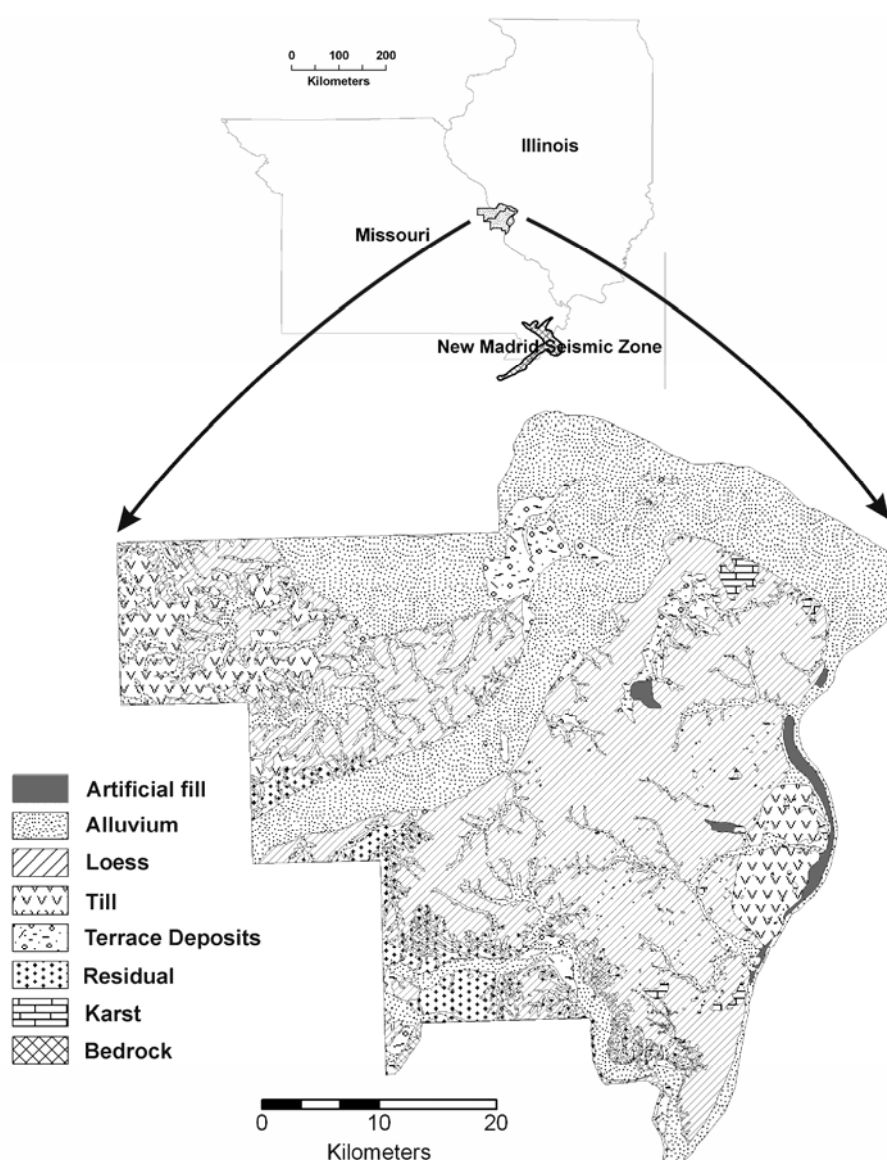 0 100 200
Kilometers
Illinois
Missouri
New Madrid Seismic Zone
Artificial fill
Alluvium
Loess
Till
Terrace Deposits
Residual
Karst
Bedrock
0 10 20
Kilometers